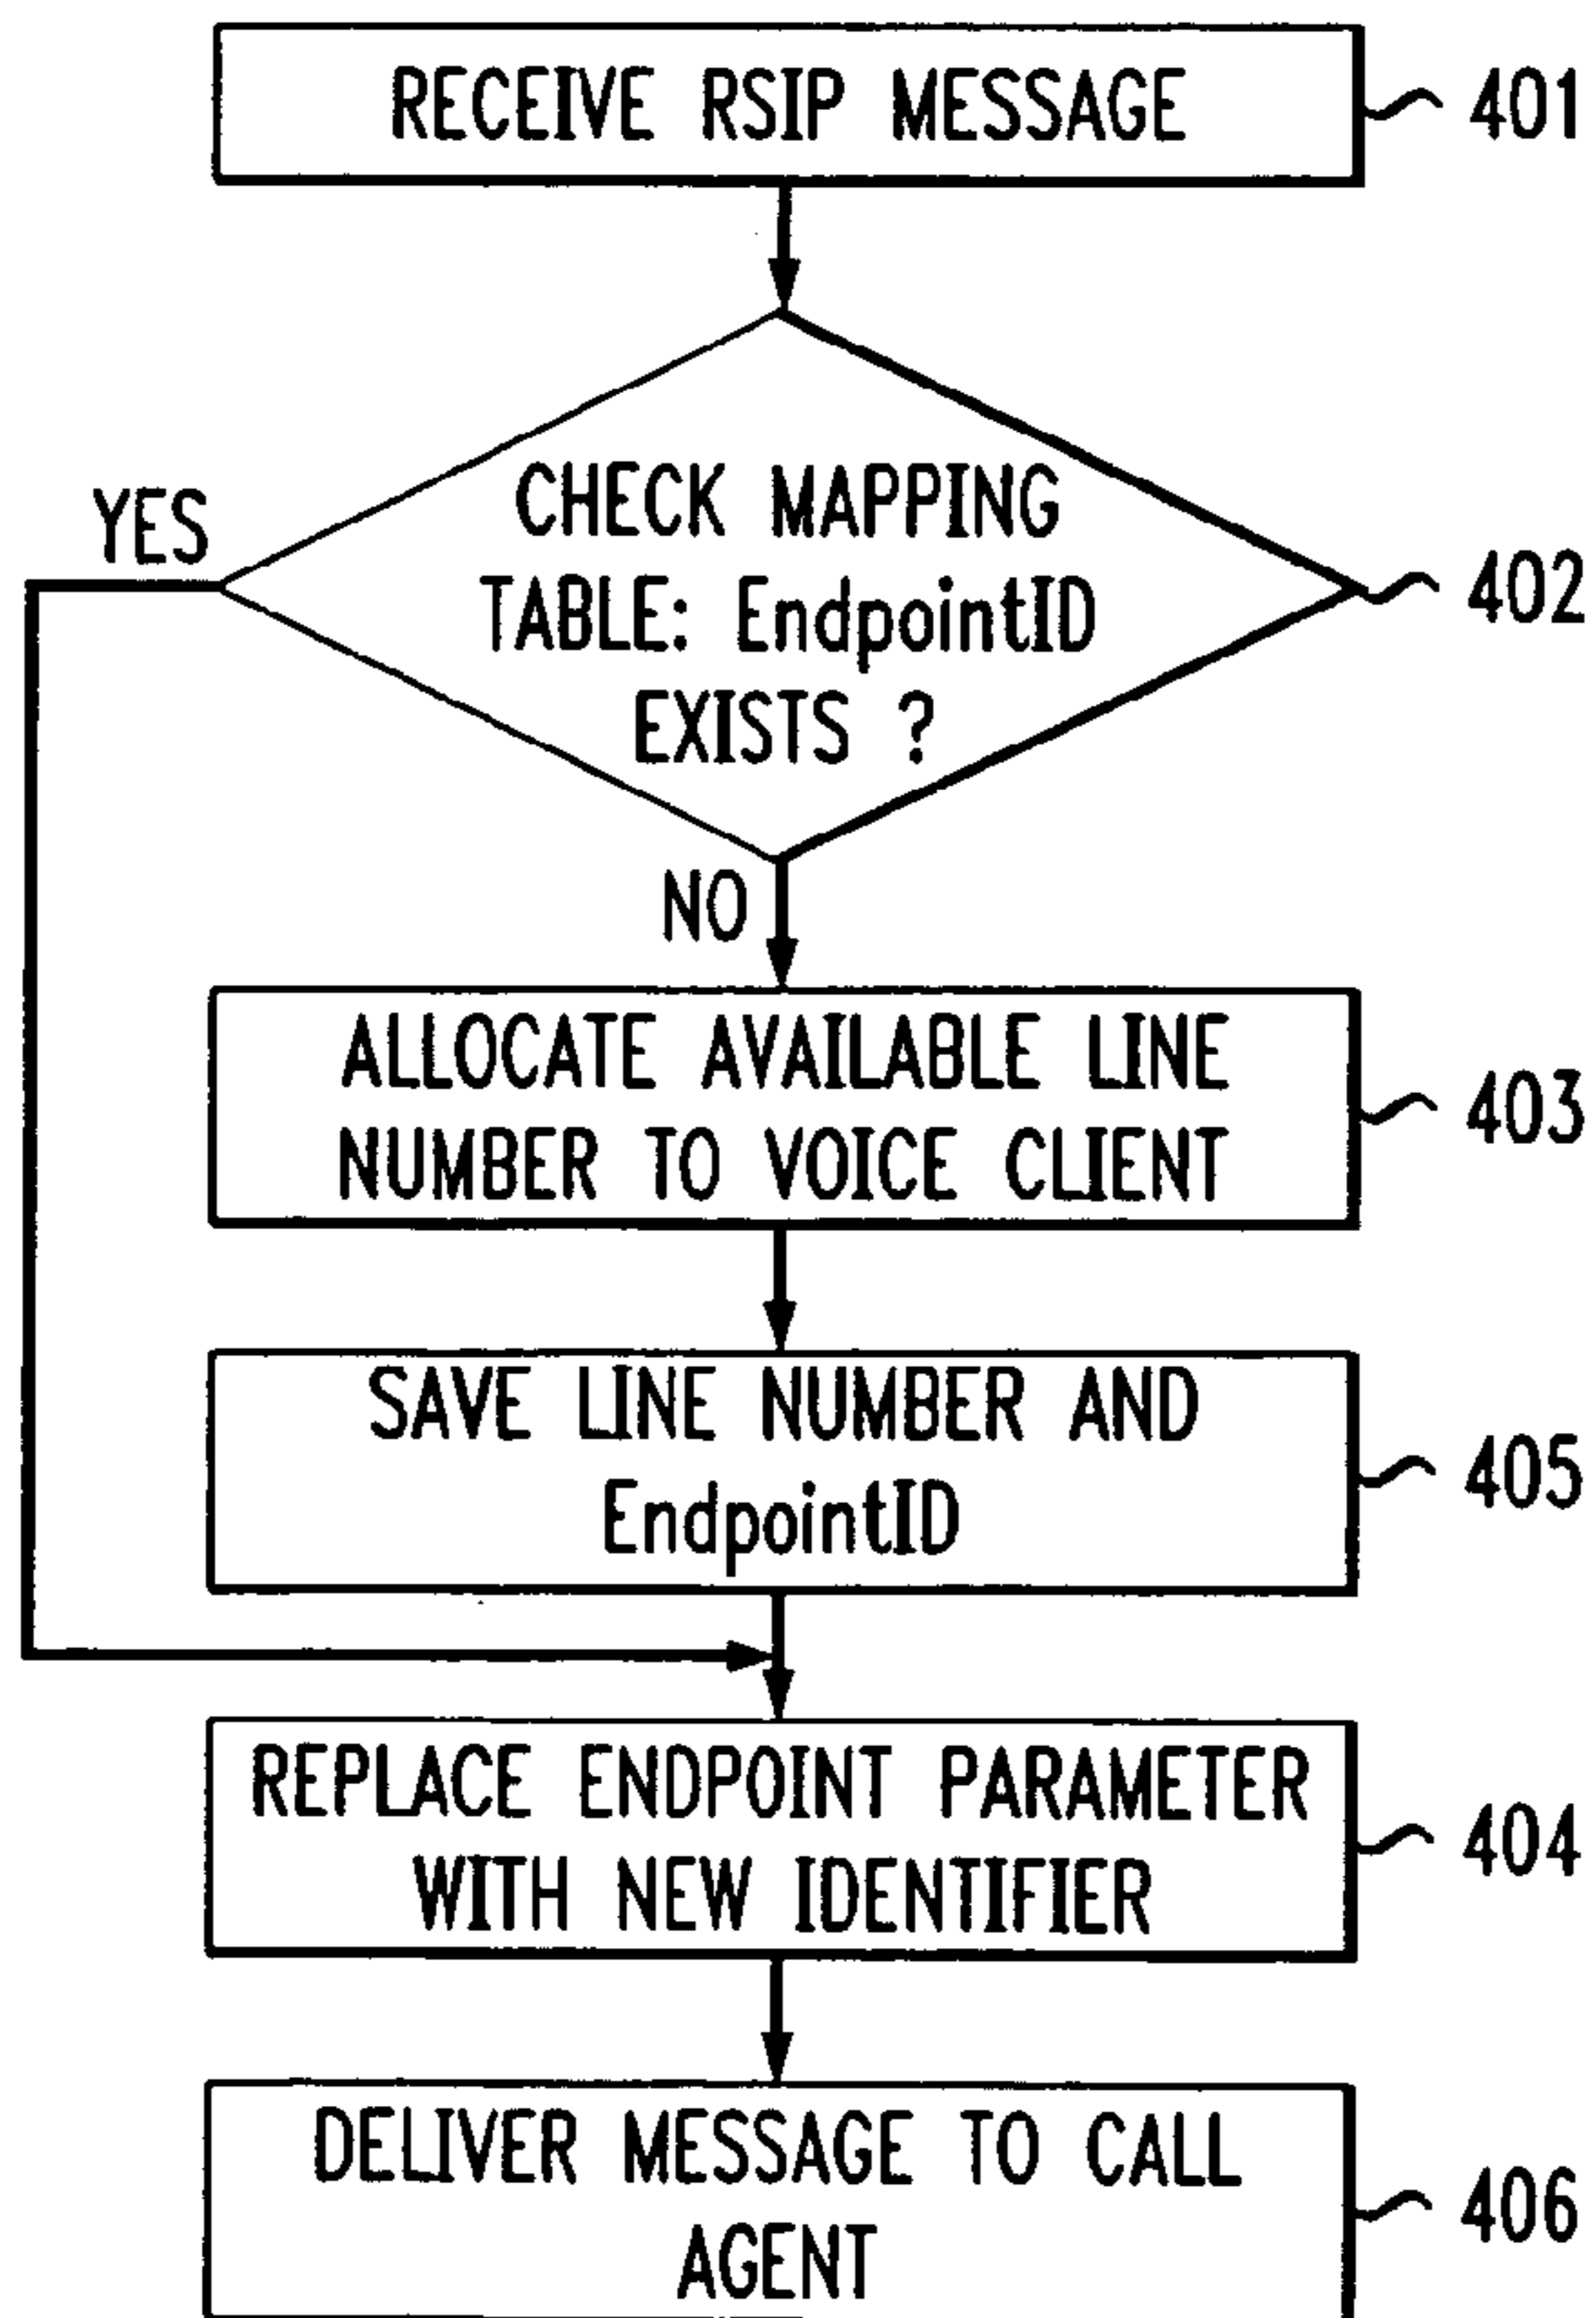 RECEIVE RSIP MESSAGE
401
CHECK MAPPING
TABLE: EndpointID
EXISTS ?
402
YES
NO
ALLOCATE AVAILABLE LINE
NUMBER TO VOICE CLIENT
403
SAVE LINE NUMBER AND
EndpointID
405
REPLACE ENDPOINT PARAMETER
WITH NEW IDENTIFIER
404
DELIVER MESSAGE TO CALL
AGENT
406